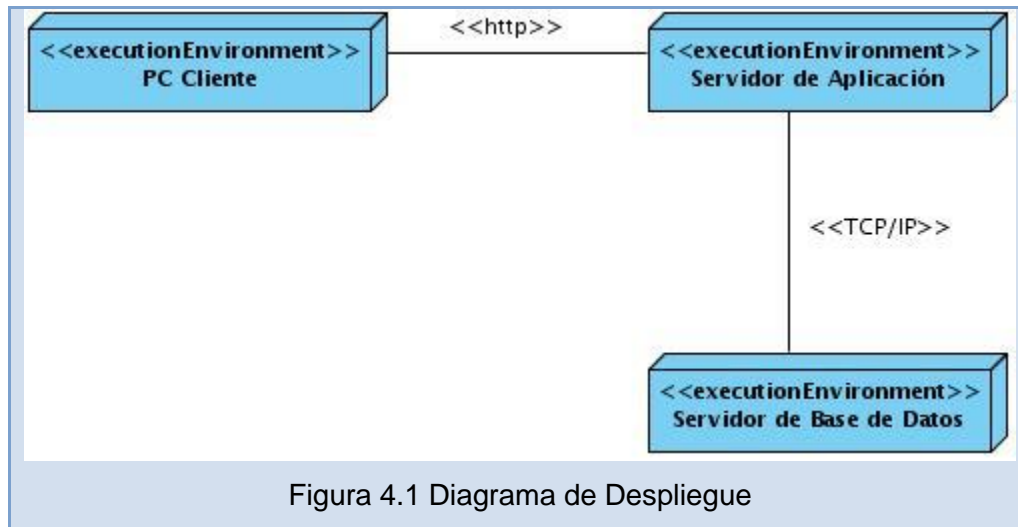 <<executionEnvironment>>
PC Cliente
<<http>>
<<executionEnvironment>>
Servidor de Aplicación
<<TCP/IP>>
<<executionEnvironment>>
Servidor de Base de Datos
Figura 4.1 Diagrama de Despliegue